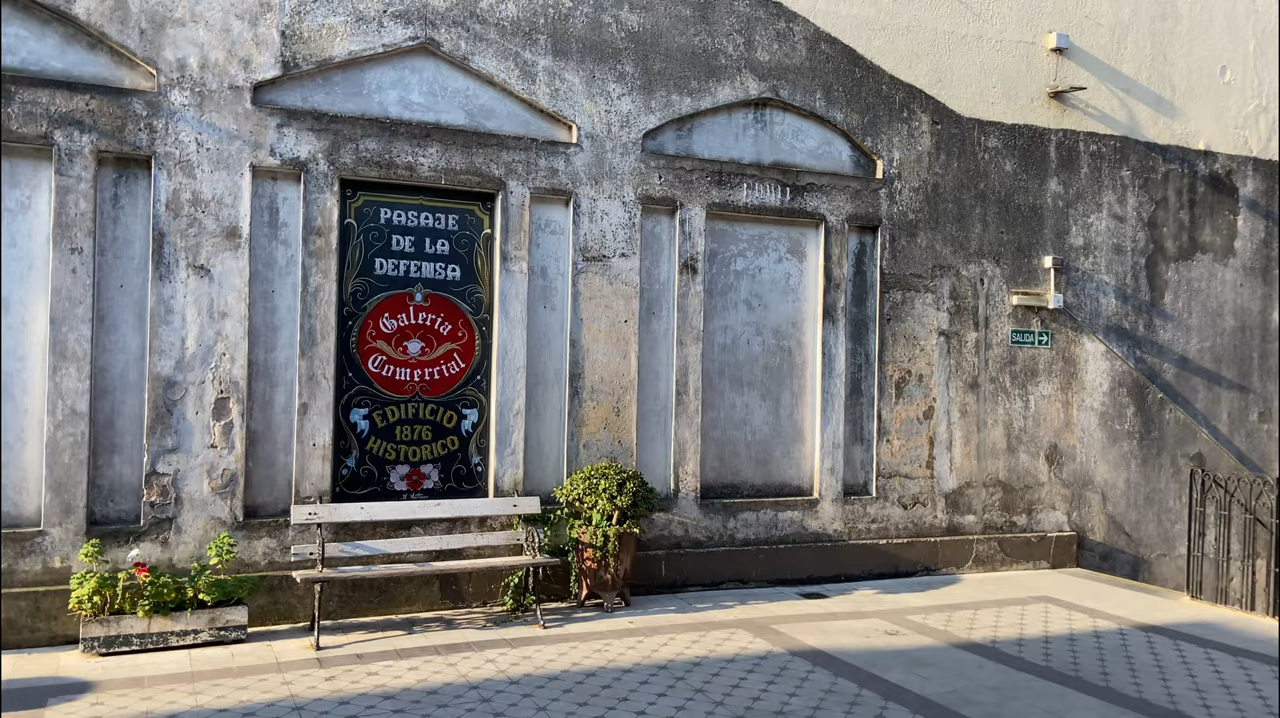 PASAJE
DE LA
DEFENSA
Galeria
Comercial
EDIFICIO
1876
HISTORICO
SALIDA